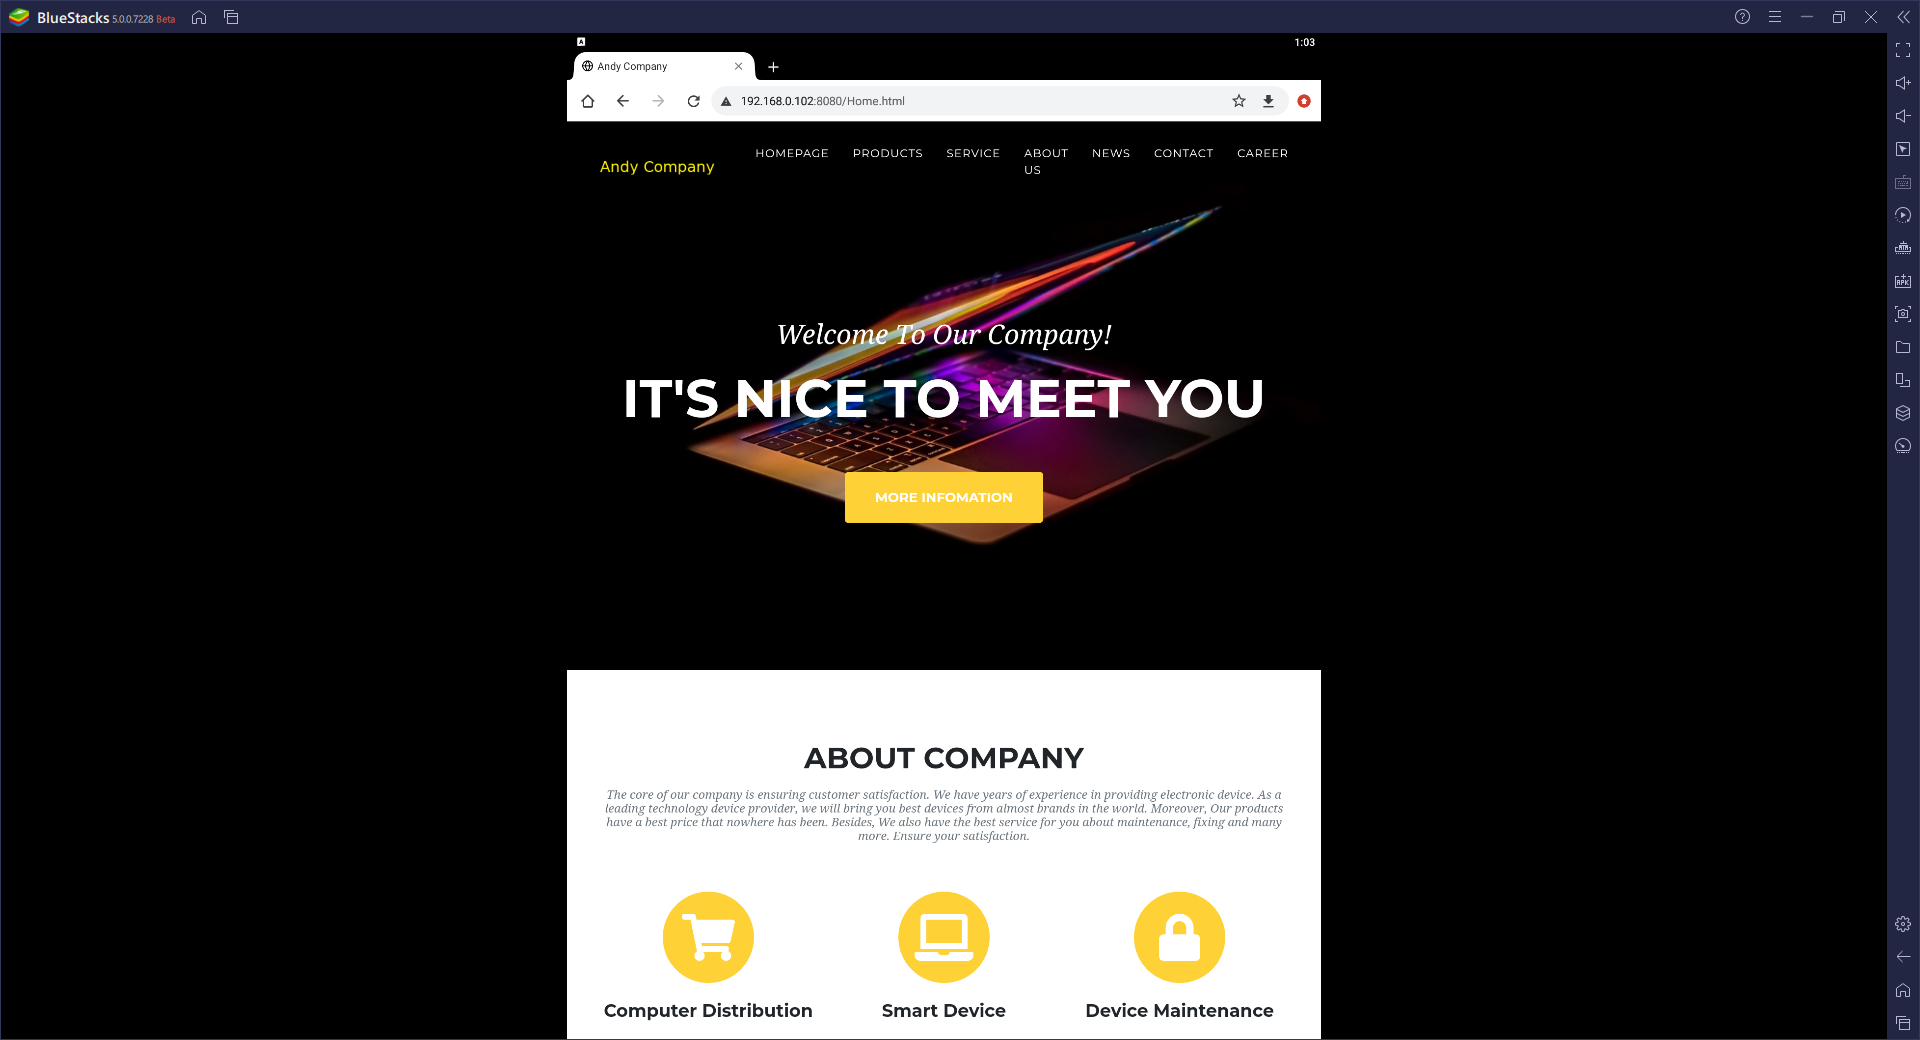 BlueStacks 5.0.0.7228 Beta
1:03
Andy Company
192.168.0.102:8080/Home.html
HOMEPAGE PRODUCTS SERVICE ABOUT US NEWS CONTACT CAREER
Andy Company
Welcome To Our Company!
IT'S NICE TO MEET YOU
MORE INFOMATION
ABOUT COMPANY
The core of our company is ensuring customer satisfaction. We have years of experience in providing electronic device. As a
leading technology device provider, we will bring you best devices from almost brands in the world. Moreover, Our products
have a best price that nowhere has been. Besides, We also have the best service for you about maintenance, fixing and many
more. Ensure your satisfaction.
Computer Distribution Smart Device Device Maintenance